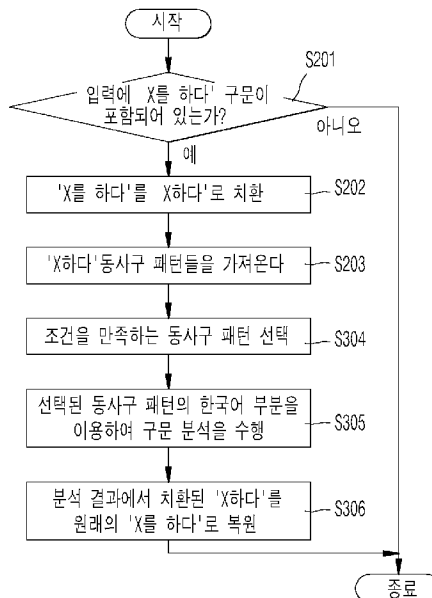 시작
S201
입력에 'X를 하다' 구문이
포함되어 있는가?
아니오
예
'X를 하다'를 X하다'로 치환
S202
'X하다'동사구 패턴들을 가져온다
S203
조건을 만족하는 동사구 패턴 선택
S304
선택된 동사구 패턴의 한국어 부분을
이용하여 구문 분석을 수행
S305
분석 결과에서 치환된 'X하다'를
원래의 'X를 하다'로 복원
S306
종료